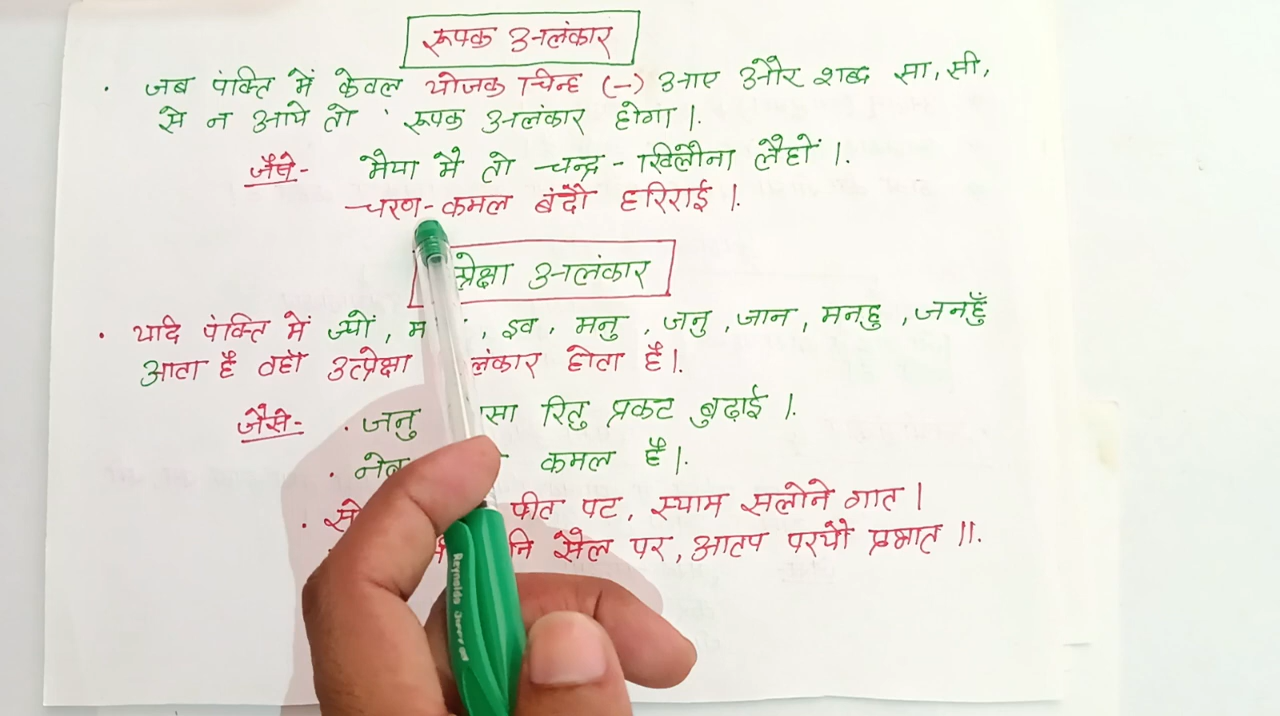 रूपक अलंकार
. जब पंक्ति में केवल योजक चिन्ह (-) आए और शब्द सा, सी,
से न आये तो ' रूपक अलंकार होगा |.
जैसे- मैया मै तो चन्द्र - खिलौना लैहों |.
चरण-कमल बंदौ हरिराई |.
प्रेक्षा अलंकार
. यदि पंक्ति में ज्यों, , इव, मनु, जनु, जान, मनहु, जनहुँ
आता है वहाँ उत्प्रेक्षा लंकार होता है |.
जैसे- . जनु रितु प्रकट बुढ़ाई |.
. कमल है |.
. पीत पट, स्याम सलोने गात |
सैल पर, आतप परयौ प्रभात ||.
Reynolds